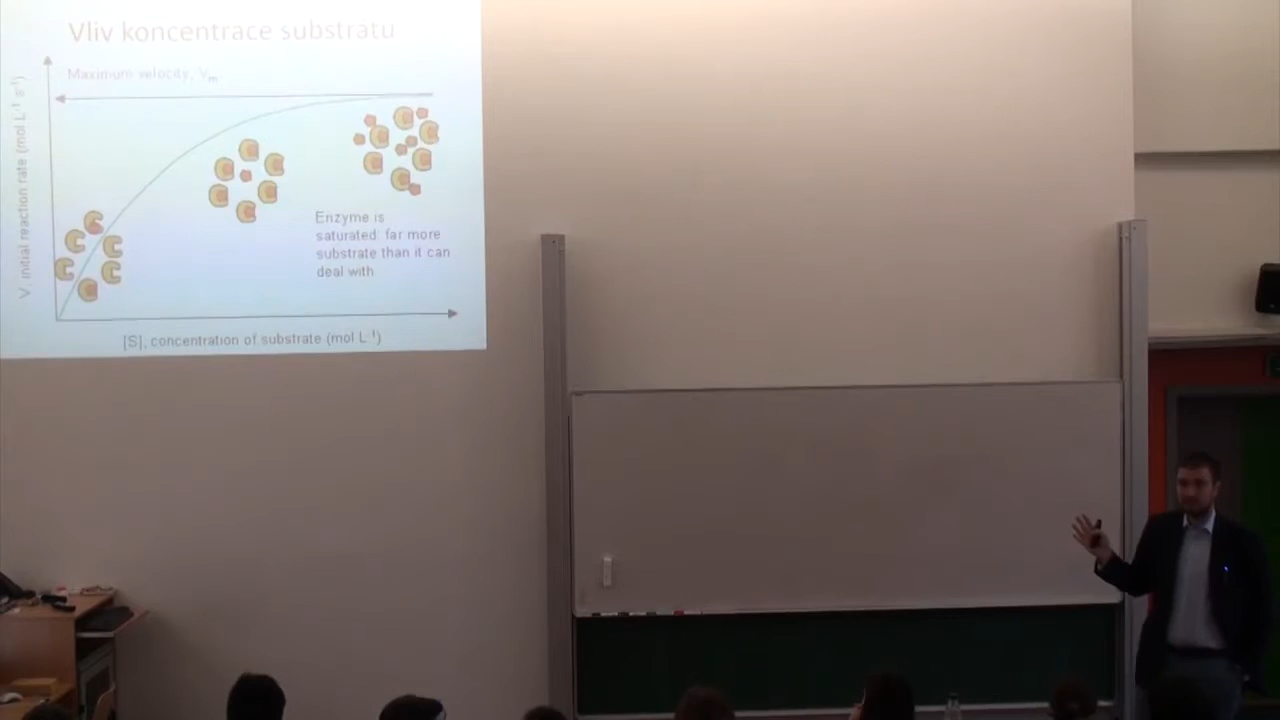 Vliv koncentrace substratu
Maximum velocity, Vₘ
V, initial reaction rate (mol L⁻¹ s⁻¹)
Enzyme is
saturated: far more
substrate than it can
deal with
[S], concentration of substrate (mol L⁻¹)